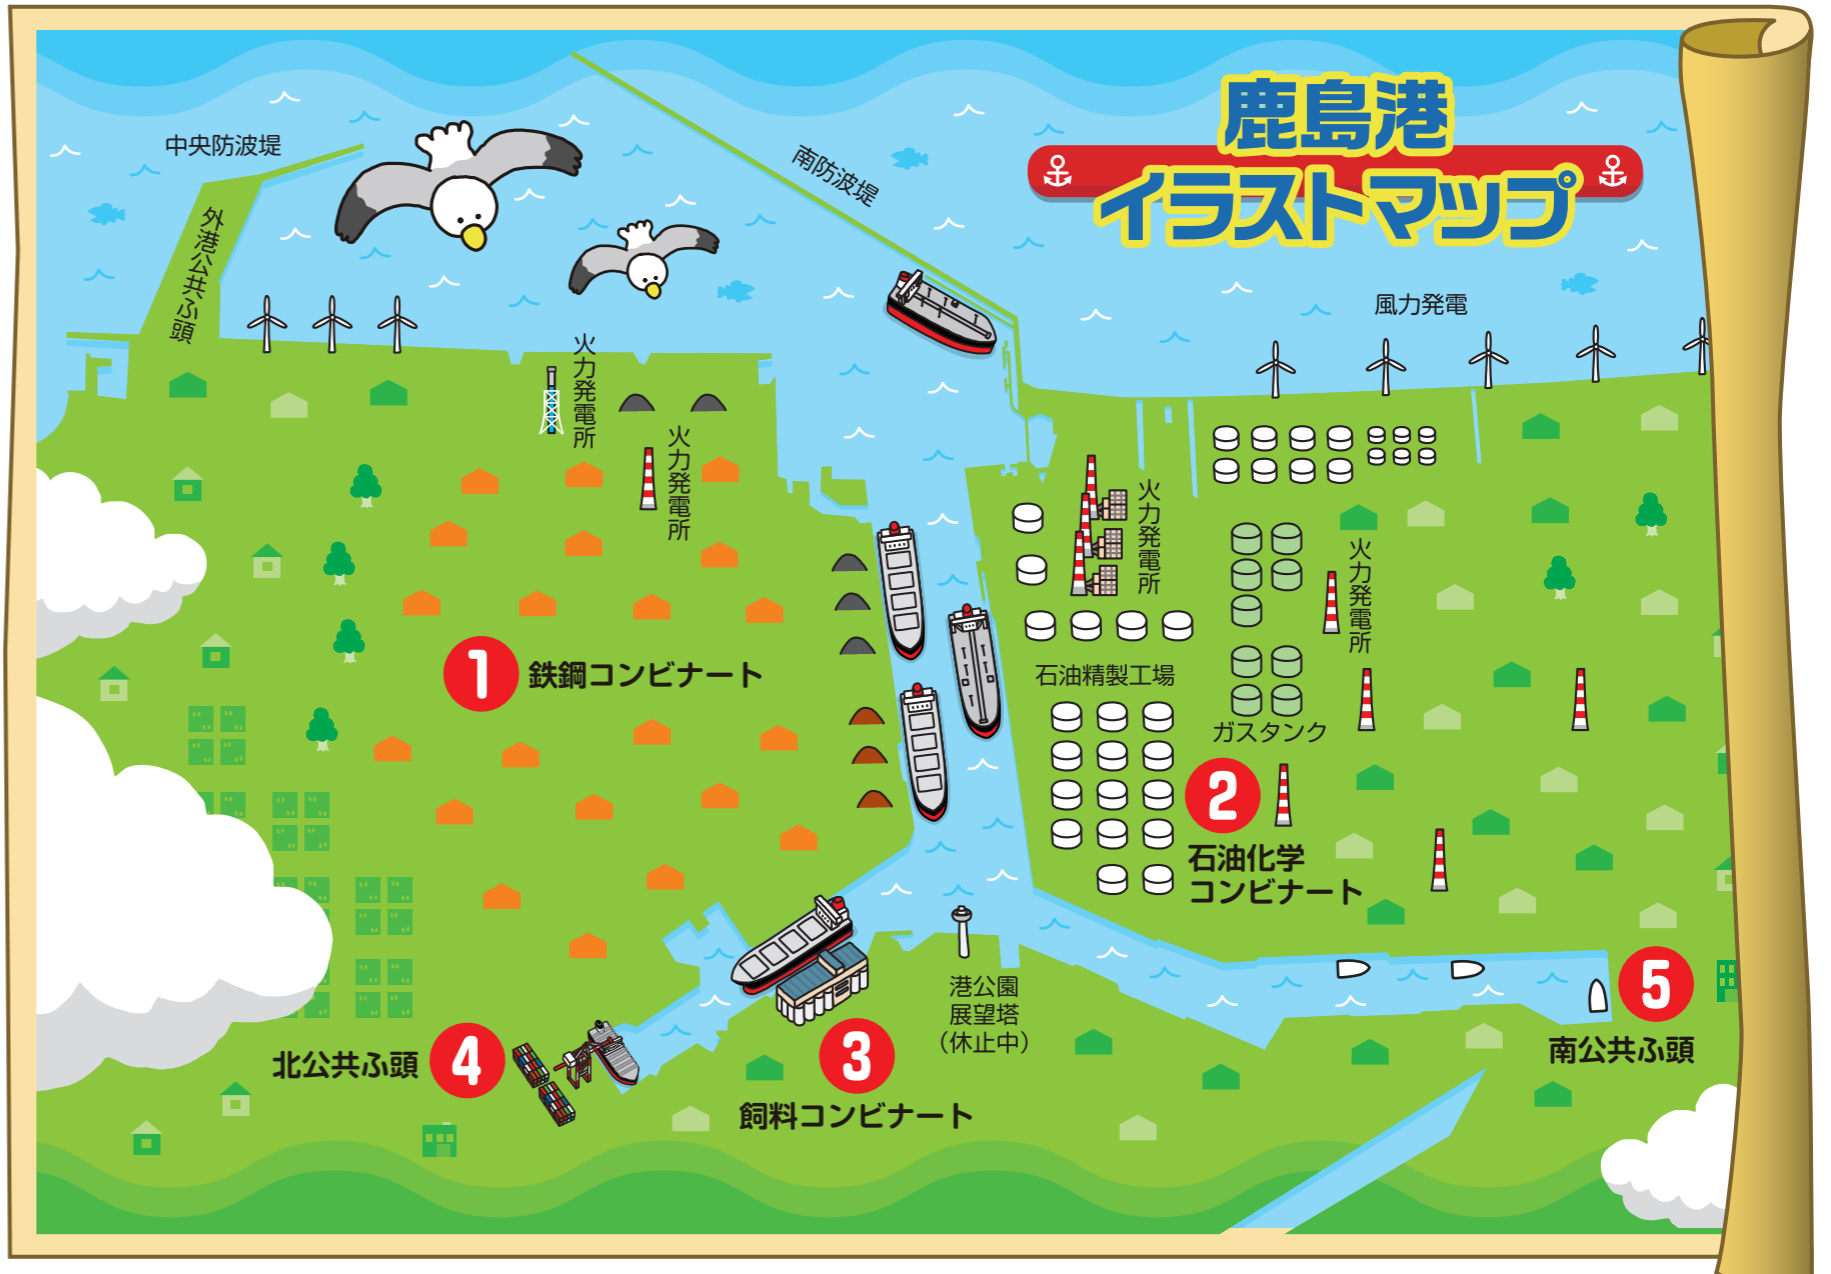 鹿島港
イラストマップ
中央防波堤
外港公共ふ頭
南防波堤
風力発電
火力発電所
火力発電所
火力発電所
火力発電所
1
鉄鋼コンビナート
石油精製工場
ガスタンク
2
石油化学
コンビナート
港公園
展望塔
（休止中）
3
飼料コンビナート
4
北公共ふ頭
5
南公共ふ頭